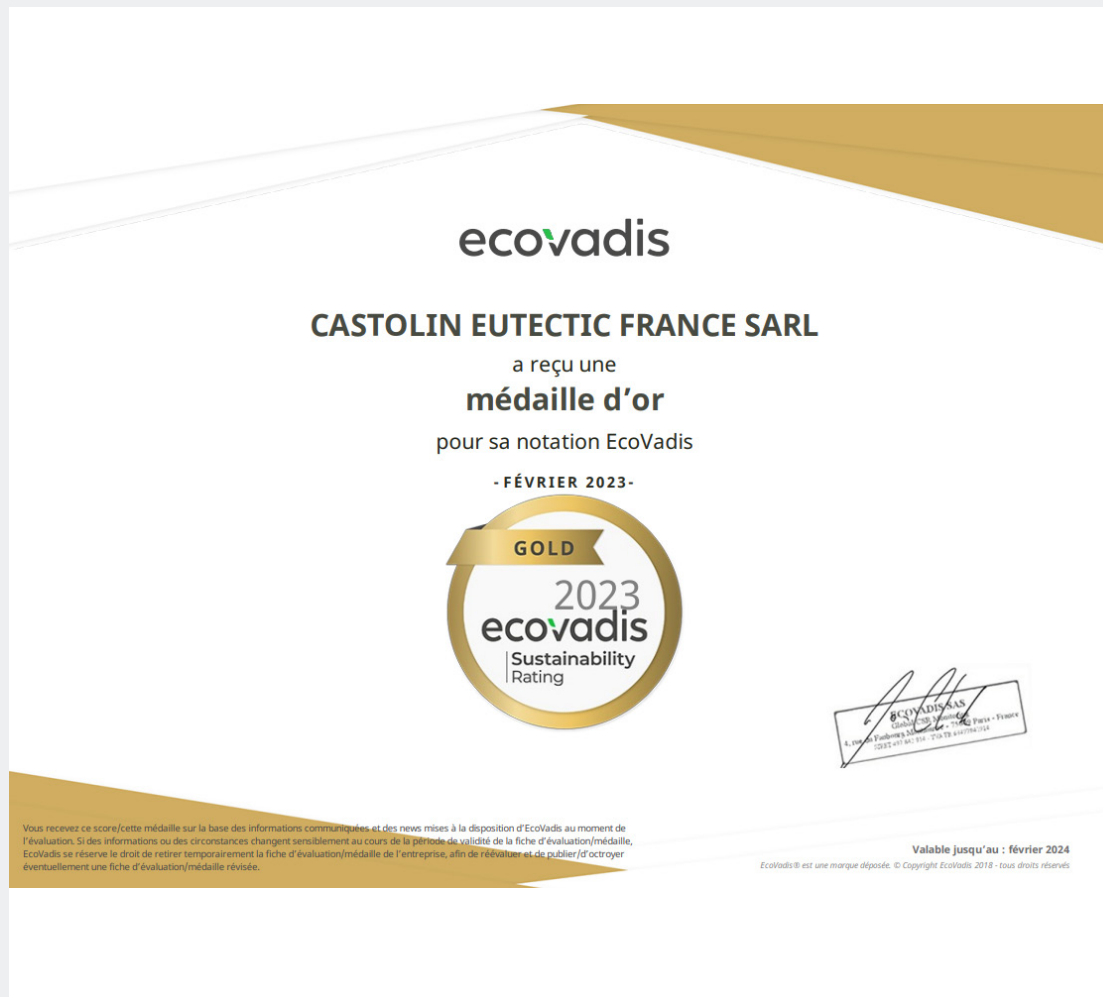 ecovadis
CASTOLIN EUTECTIC FRANCE SARL
a reçu une
médaille d’or
pour sa notation EcoVadis
- FÉVRIER 2023-
GOLD
2023
ecovadis
Sustainability
Rating
ECOVADIS SAS
Paris - France
Vous recevez ce score/cette médaille sur la base des informations communiquées et des news mises à la disposition d’EcoVadis au moment de
l’évaluation. Si des informations ou des circonstances changent sensiblement au cours de la période de validité de la fiche d’évaluation/médaille,
EcoVadis se réserve le droit de retirer temporairement la fiche d’évaluation/médaille de l’entreprise, afin de réévaluer et de publier/d’octroyer
éventuellement une fiche d’évaluation/médaille révisée.
Valable jusqu’au : février 2024
EcoVadis® est une marque déposée. © Copyright EcoVadis 2018 - tous droits réservés